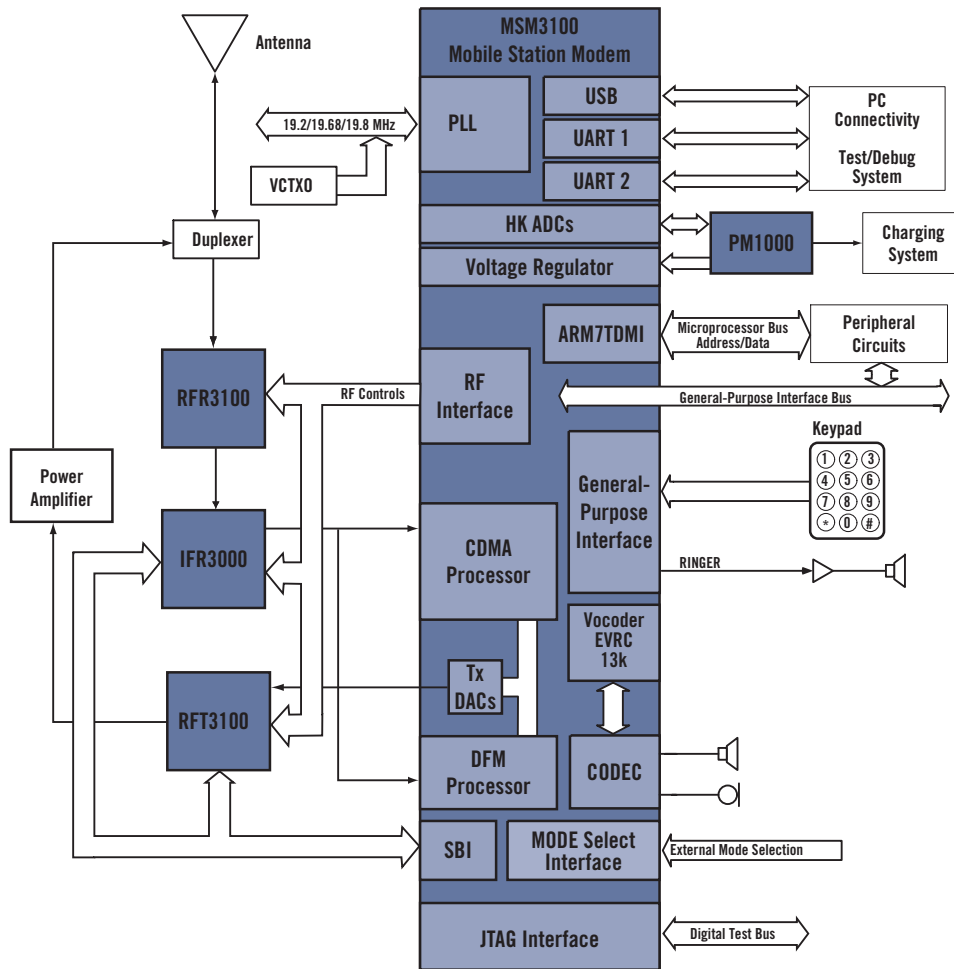 MSM3100
Mobile Station Modem
Antenna
PLL
USB
UART 1
UART 2
PC
Connectivity
Test/Debug
System
19.2/19.68/19.8 MHz
VCTXO
Duplexer
HK ADCs
Voltage Regulator
PM1000
Charging
System
ARM7TDMI
Microprocessor Bus
Address/Data
Peripheral
Circuits
RFR3100
RF Controls
RF
Interface
General-Purpose Interface Bus
Keypad
1 2 3
4 5 6
7 8 9
* 0 #
Power
Amplifier
General-
Purpose
Interface
IFR3000
CDMA
Processor
RINGER
Vocoder
EVRC
13k
Tx
DACs
RFT3100
DFM
Processor
CODEC
SBI
MODE Select
Interface
External Mode Selection
JTAG Interface
Digital Test Bus